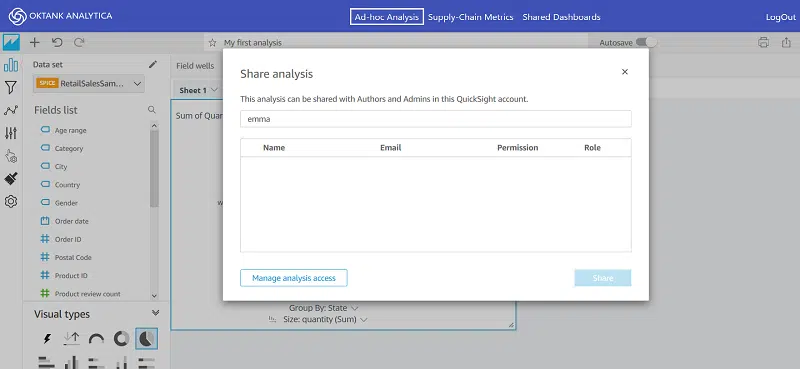 OKTANK ANALYTICA
Ad-hoc Analysis Supply-Chain Metrics Shared Dashboards
LogOut
My first analysis
Autosave
Data set
SPICE RetailSalesSam...
Fields list
Age range
Category
City
Country
Gender
Order date
Order ID
Postal Code
Product ID
Product review count
Visual types
Field wells
Sheet 1
Sum of Quan
w
Share analysis
This analysis can be shared with Authors and Admins in this QuickSight account.
emma
Name Email Permission Role
Manage analysis access
Share
Group By: State
Size: quantity (Sum)